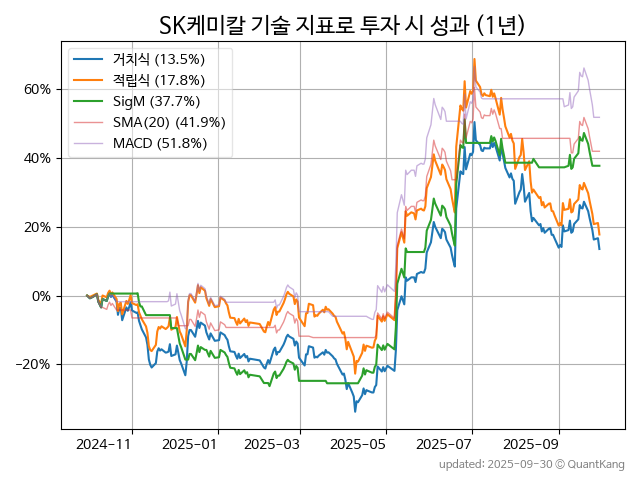 SK케미칼 기술 지표로 투자 시 성과 (1년)
거치식 (13.5%)
적립식 (17.8%)
SigM (37.7%)
SMA(20) (41.9%)
MACD (51.8%)
60%
40%
20%
0%
−20%
2024-11
2025-01
2025-03
2025-05
2025-07
2025-09
updated: 2025-09-30 © QuantKang